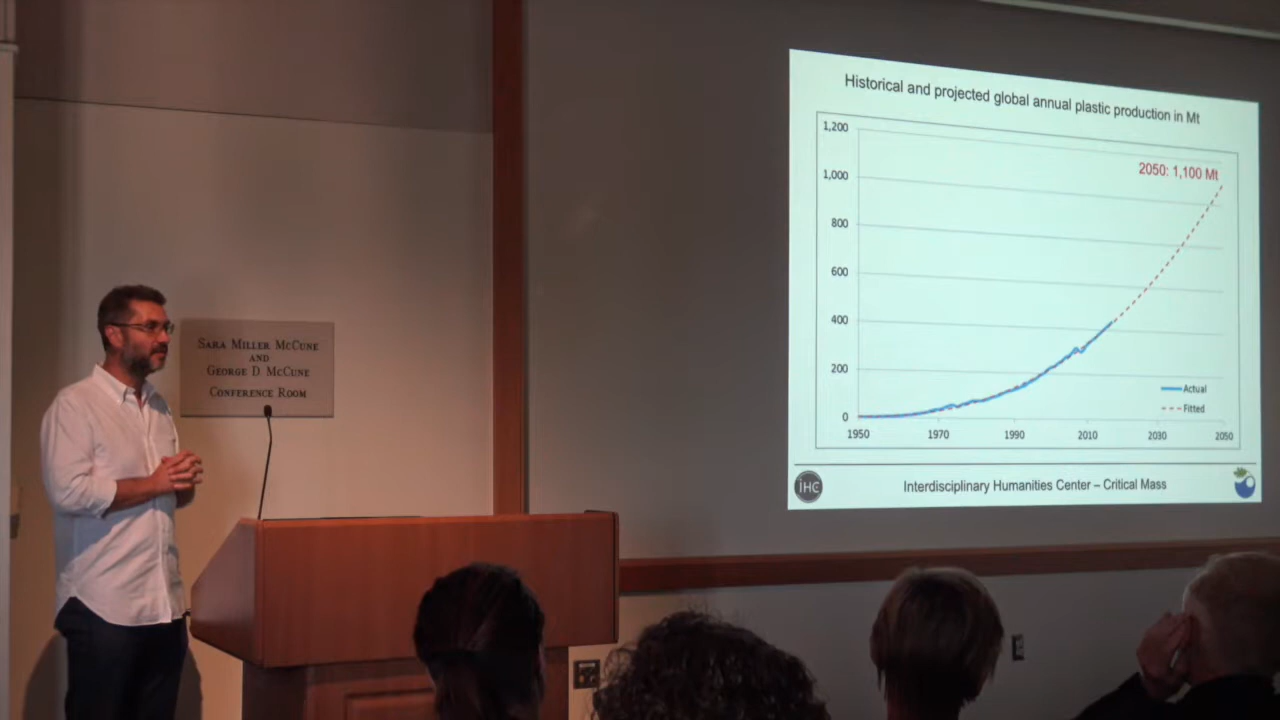 SARA MILLER MCCUNE
AND
GEORGE D. MCCUNE
CONFERENCE ROOM
Historical and projected global annual plastic production in Mt
1,200
1,000
800
600
400
200
0
2050: 1,100 Mt
Actual
Fitted
1950 1970 1990 2010 2030 2050
iHC
Interdisciplinary Humanities Center – Critical Mass